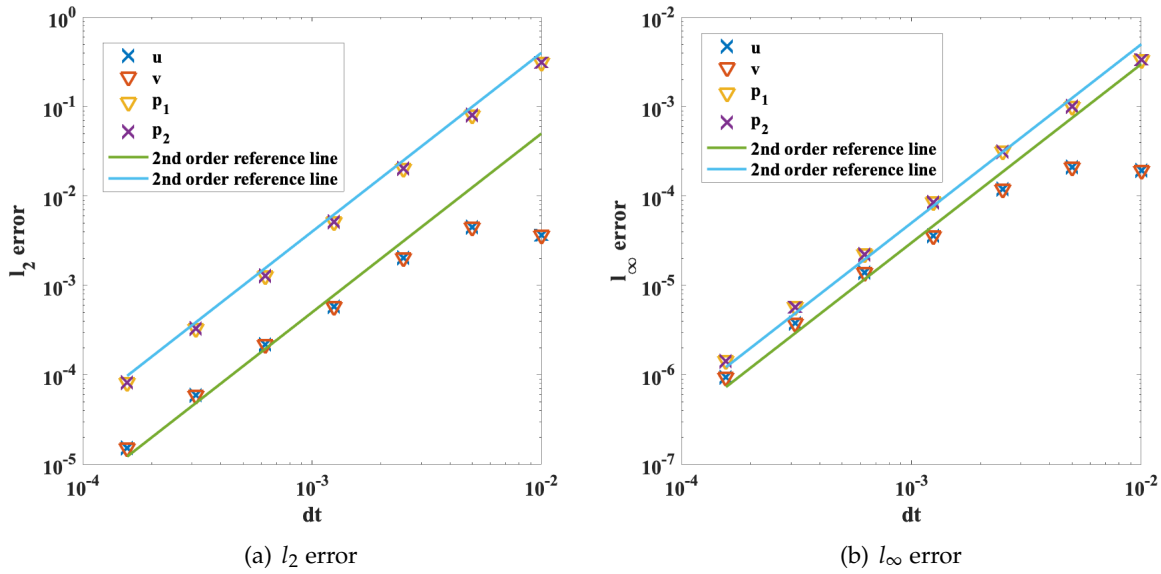 10^0
10^-1
10^-2
10^-3
10^-4
10^-5
l_2 error
u
v
p_1
p_2
2nd order reference line
2nd order reference line
10^-4
10^-3
10^-2
dt
(a) l_2 error
10^-2
10^-3
10^-4
10^-5
10^-6
10^-7
l_∞ error
u
v
p_1
p_2
2nd order reference line
2nd order reference line
10^-4
10^-3
10^-2
dt
(b) l_∞ error